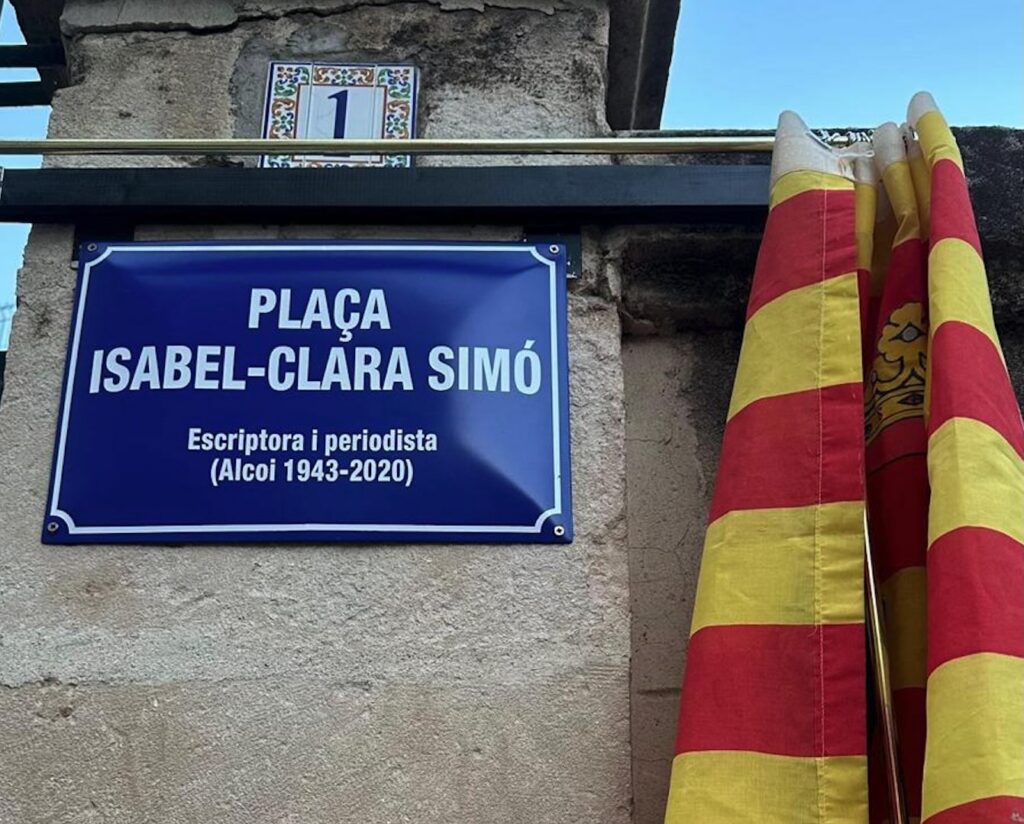 1
PLAÇA
ISABEL-CLARA SIMÓ
Escriptora i periodista
(Alcoi 1943-2020)